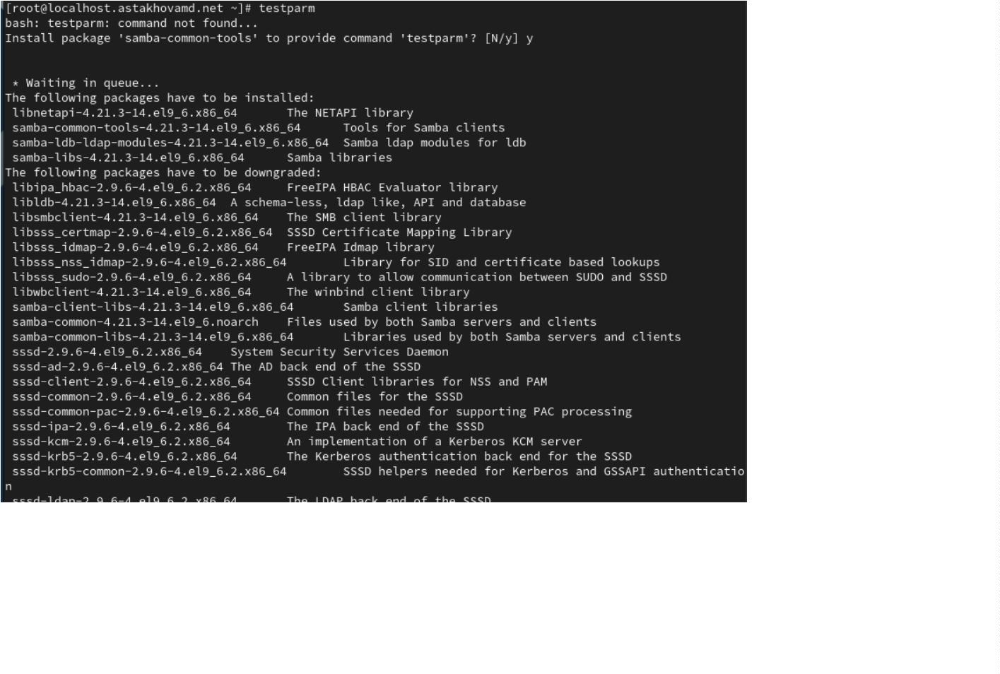 [root@localhost.astakhovamd.net ~]# testparm
bash: testparm: command not found...
Install package 'samba-common-tools' to provide command 'testparm'? [N/y] y
* Waiting in queue...
The following packages have to be installed:
libnetapi-4.21.3-14.el9_6.x86_64 The NETAPI library
samba-common-tools-4.21.3-14.el9_6.x86_64 Tools for Samba clients
samba-ldb-ldap-modules-4.21.3-14.el9_6.x86_64 Samba ldap modules for ldb
samba-libs-4.21.3-14.el9_6.x86_64 Samba libraries
The following packages have to be downgraded:
libipa_hbac-2.9.6-4.el9_6.2.x86_64 FreeIPA HBAC Evaluator library
libldb-4.21.3-14.el9_6.x86_64 A schema-less, ldap like, API and database
libsmbclient-4.21.3-14.el9_6.x86_64 The SMB client library
libsss_certmap-2.9.6-4.el9_6.2.x86_64 SSSD Certificate Mapping Library
libsss_idmap-2.9.6-4.el9_6.2.x86_64 FreeIPA Idmap library
libsss_nss_idmap-2.9.6-4.el9_6.2.x86_64 Library for SID and certificate based lookups
libsss_sudo-2.9.6-4.el9_6.2.x86_64 A library to allow communication between SUDO and SSSD
libwbclient-4.21.3-14.el9_6.x86_64 The winbind client library
samba-client-libs-4.21.3-14.el9_6.x86_64 Samba client libraries
samba-common-4.21.3-14.el9_6.noarch Files used by both Samba servers and clients
samba-common-libs-4.21.3-14.el9_6.x86_64 Libraries used by both Samba servers and clients
sssd-2.9.6-4.el9_6.2.x86_64 System Security Services Daemon
sssd-ad-2.9.6-4.el9_6.2.x86_64 The AD back end of the SSSD
sssd-client-2.9.6-4.el9_6.2.x86_64 SSSD Client libraries for NSS and PAM
sssd-common-2.9.6-4.el9_6.2.x86_64 Common files for the SSSD
sssd-common-pac-2.9.6-4.el9_6.2.x86_64 Common files needed for supporting PAC processing
sssd-ipa-2.9.6-4.el9_6.2.x86_64 The IPA back end of the SSSD
sssd-kcm-2.9.6-4.el9_6.2.x86_64 An implementation of a Kerberos KCM server
sssd-krb5-2.9.6-4.el9_6.2.x86_64 The Kerberos authentication back end for the SSSD
sssd-krb5-common-2.9.6-4.el9_6.2.x86_64 SSSD helpers needed for Kerberos and GSSAPI authenticatio
n
sssd-ldap-2.9.6-4.el9_6.2.x86_64 The LDAP back end of the SSSD